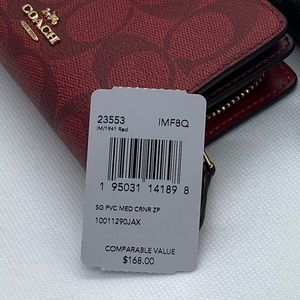 COACH
23553 IMF8Q
IM/1941 Red
1 95031 14189 8
SG PVC MED CRNR ZP
10011290JAX
COMPARABLE VALUE
$168.00